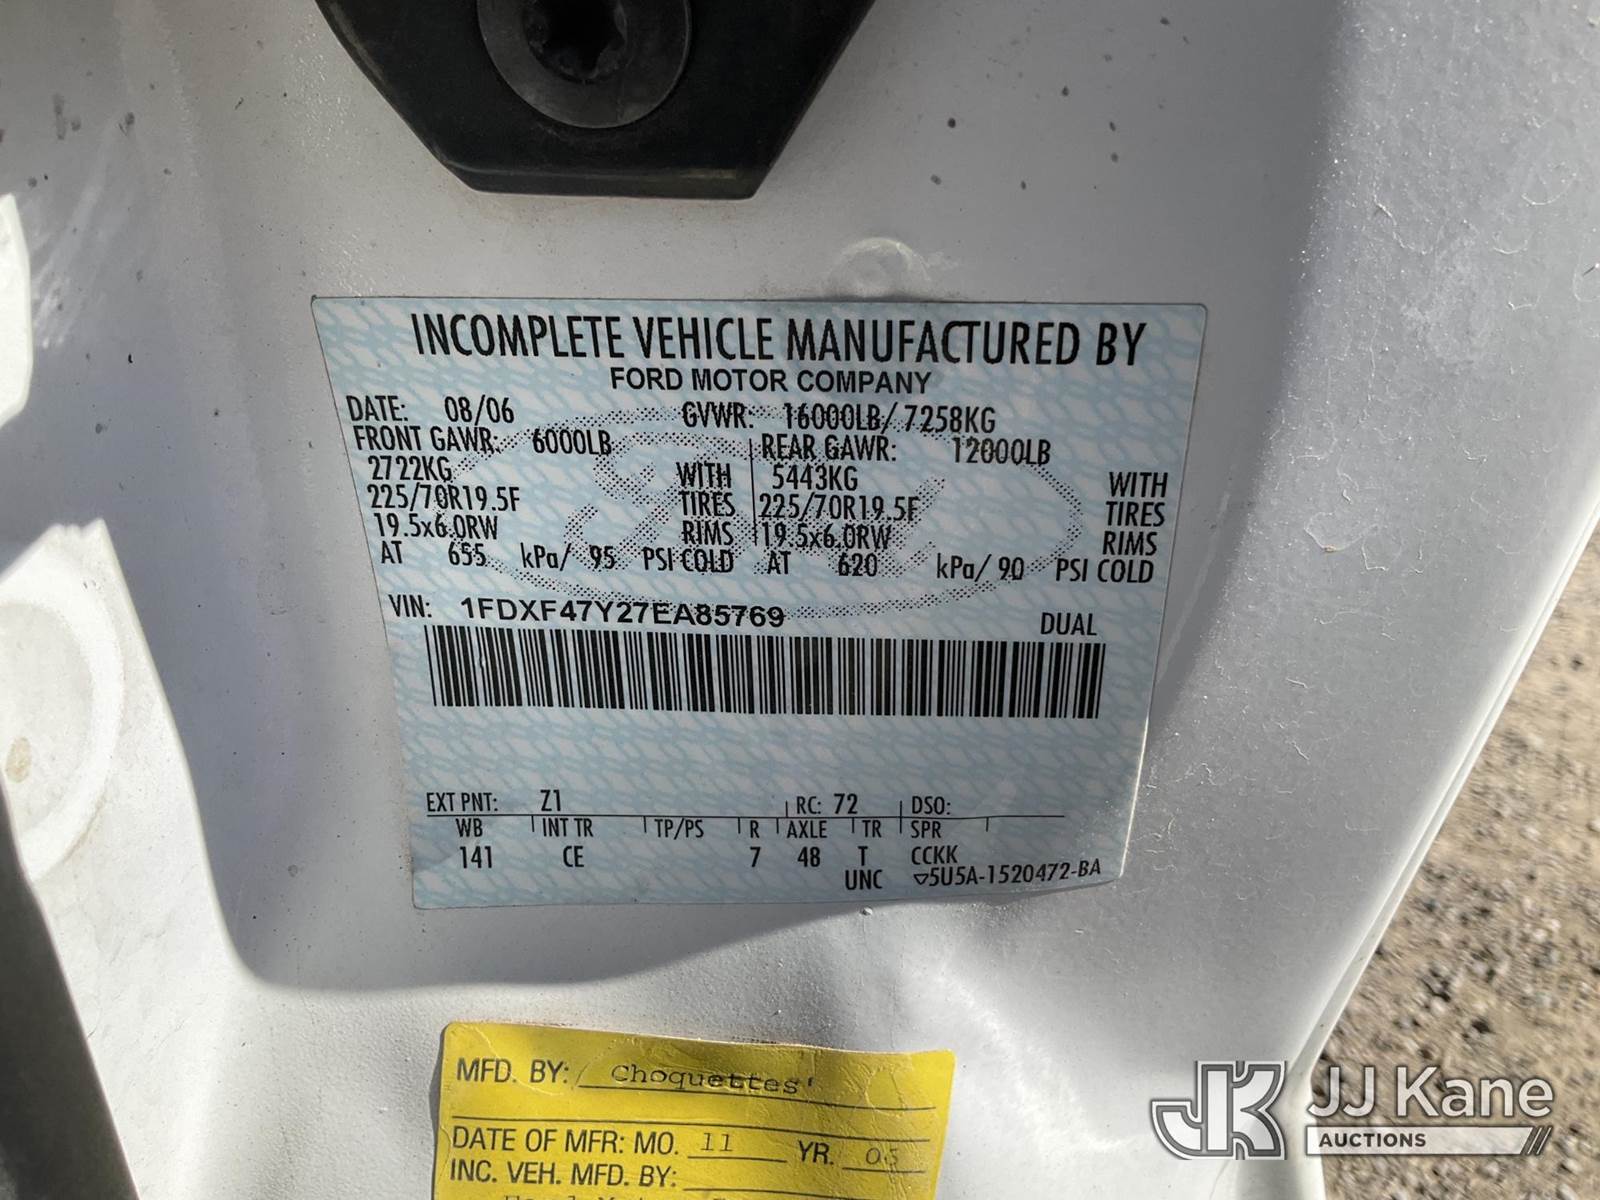 INCOMPLETE VEHICLE MANUFACTURED BY
FORD MOTOR COMPANY
DATE: 08/06 GVWR: 16000LB/ 7258KG
FRONT GAWR: 6000LB REAR GAWR: 12000LB
2722KG WITH 5443KG WITH
225/70R19.5F TIRES 225/70R19.5F TIRES
19.5x6.0RW RIMS 19.5x6.0RW RIMS
AT 655 kPa/ 95 PSI COLD AT 620 kPa/ 90 PSI COLD
VIN: 1FDXF47Y27EA85769 DUAL
EXT PNT: Z1 RC: 72 DSO:
WB INT TR TP/PS R AXLE TR SPR
141 CE 7 48 T CCKK
UNC ▽5U5A-1520472-BA
MFD. BY: Choquettes'
DATE OF MFR: MO. 11 YR. 06
INC. VEH. MFD. BY:
JJ Kane
AUCTIONS